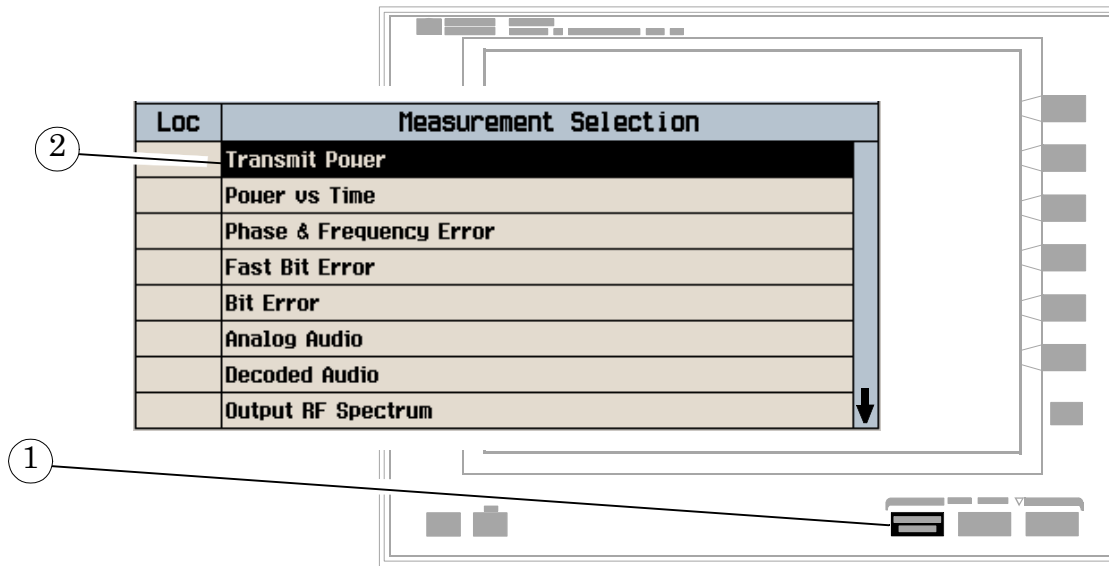 Loc Measurement Selection
2 Transmit Power
Power vs Time
Phase & Frequency Error
Fast Bit Error
Bit Error
Analog Audio
Decoded Audio
Output RF Spectrum
1